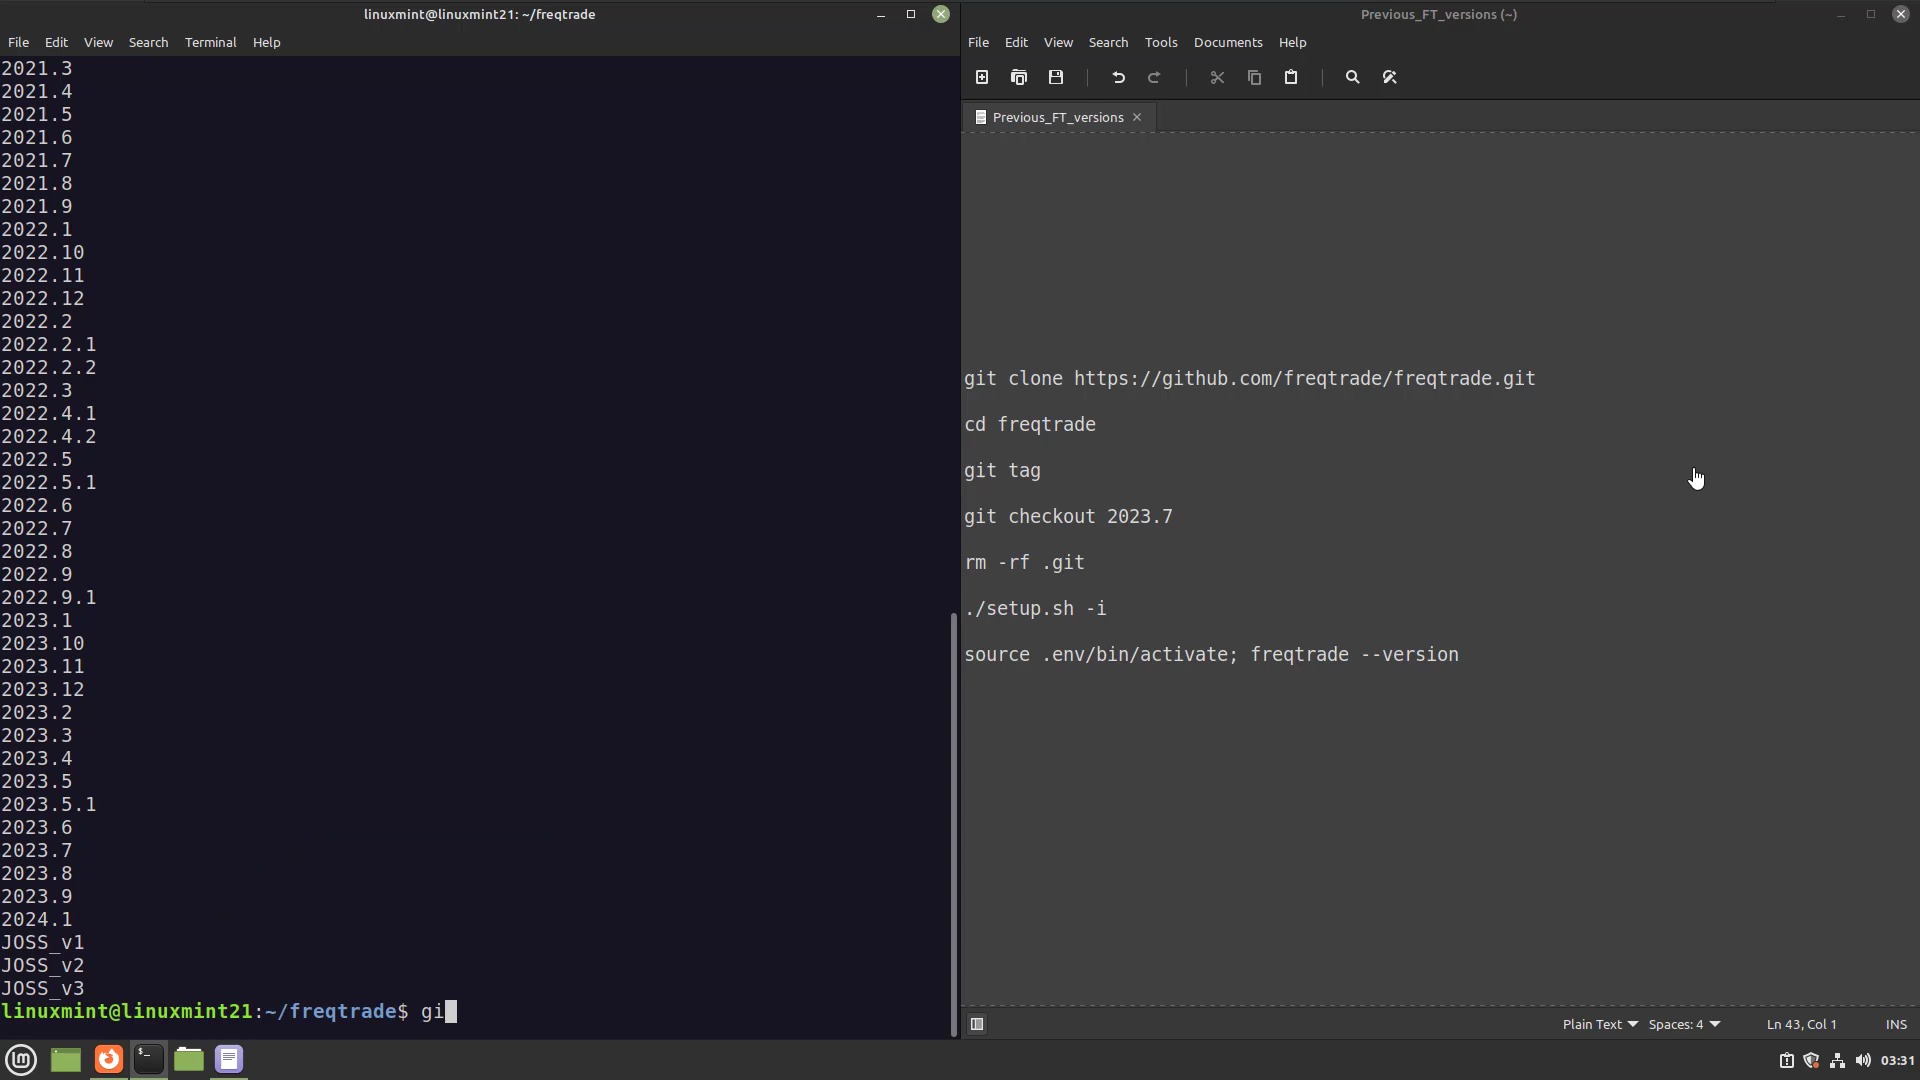 linuxmint@linuxmint21: ~/freqtrade
File Edit View Search Terminal Help
2021.3
2021.4
2021.5
2021.6
2021.7
2021.8
2021.9
2022.1
2022.10
2022.11
2022.12
2022.2
2022.2.1
2022.2.2
2022.3
2022.4.1
2022.4.2
2022.5
2022.5.1
2022.6
2022.7
2022.8
2022.9
2022.9.1
2023.1
2023.10
2023.11
2023.12
2023.2
2023.3
2023.4
2023.5
2023.5.1
2023.6
2023.7
2023.8
2023.9
2024.1
JOSS_v1
JOSS_v2
JOSS_v3
linuxmint@linuxmint21:~/freqtrade$ gi
Previous_FT_versions (~)
File Edit View Search Tools Documents Help
Previous_FT_versions
git clone https://github.com/freqtrade/freqtrade.git
cd freqtrade
git tag
git checkout 2023.7
rm -rf .git
./setup.sh -i
source .env/bin/activate; freqtrade --version
Plain Text Spaces: 4 Ln 43, Col 1 INS
03:31